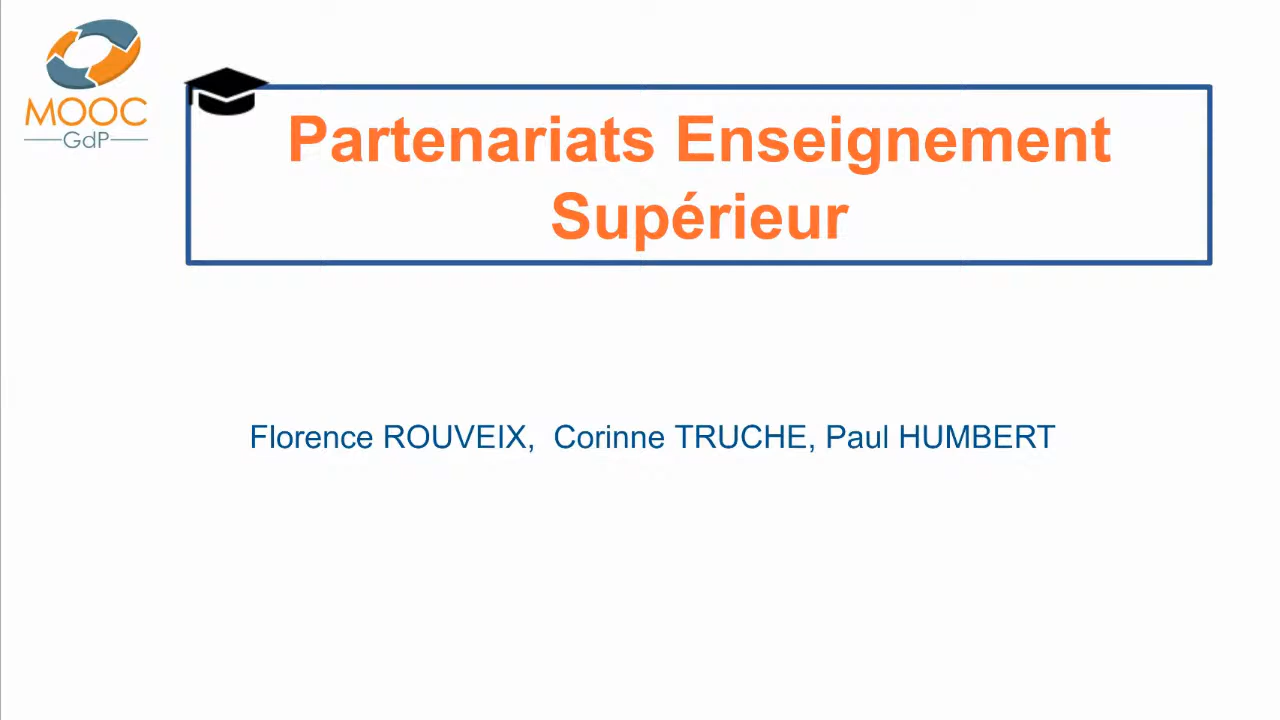 MOOC
GdP
Partenariats Enseignement
Supérieur
Florence ROUVEIX, Corinne TRUCHE, Paul HUMBERT